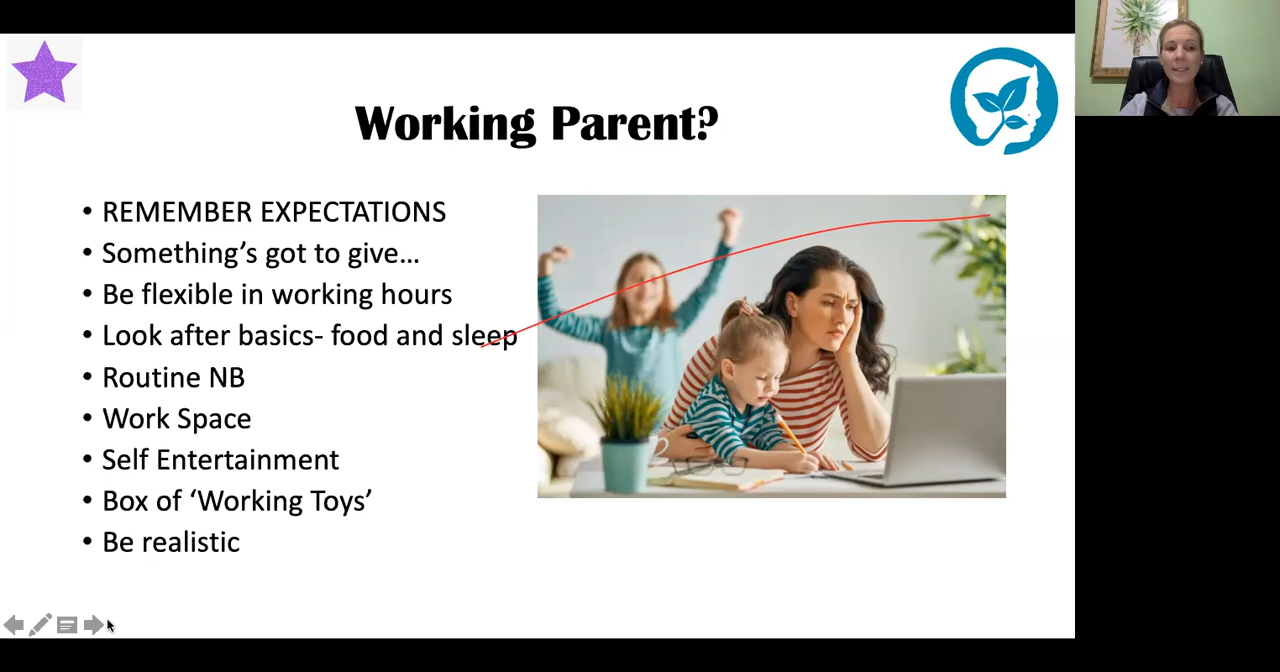 Working Parent?
• REMEMBER EXPECTATIONS
• Something’s got to give…
• Be flexible in working hours
• Look after basics- food and sleep
• Routine NB
• Work Space
• Self Entertainment
• Box of ‘Working Toys’
• Be realistic